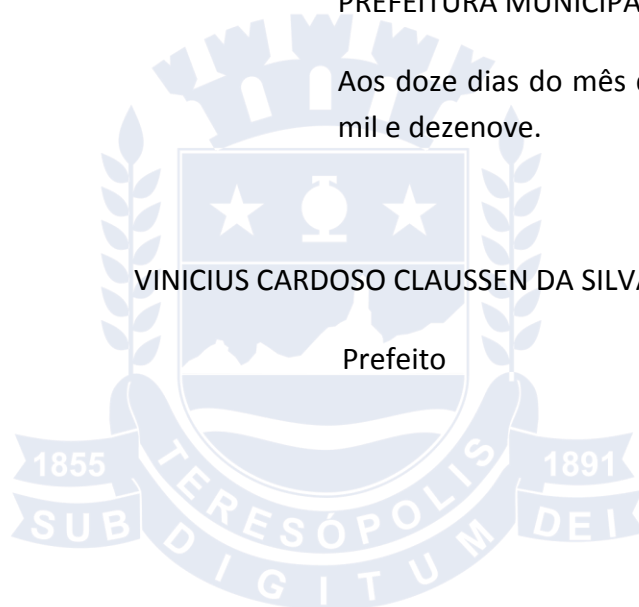 PREFEITURA MUNICIPA
Aos doze dias do mês
mil e dezenove.
VINICIUS CARDOSO CLAUSSEN DA SILVA
Prefeito
1855
TERESÓPOLIS
1891
SUB
DIGITUM
DEI